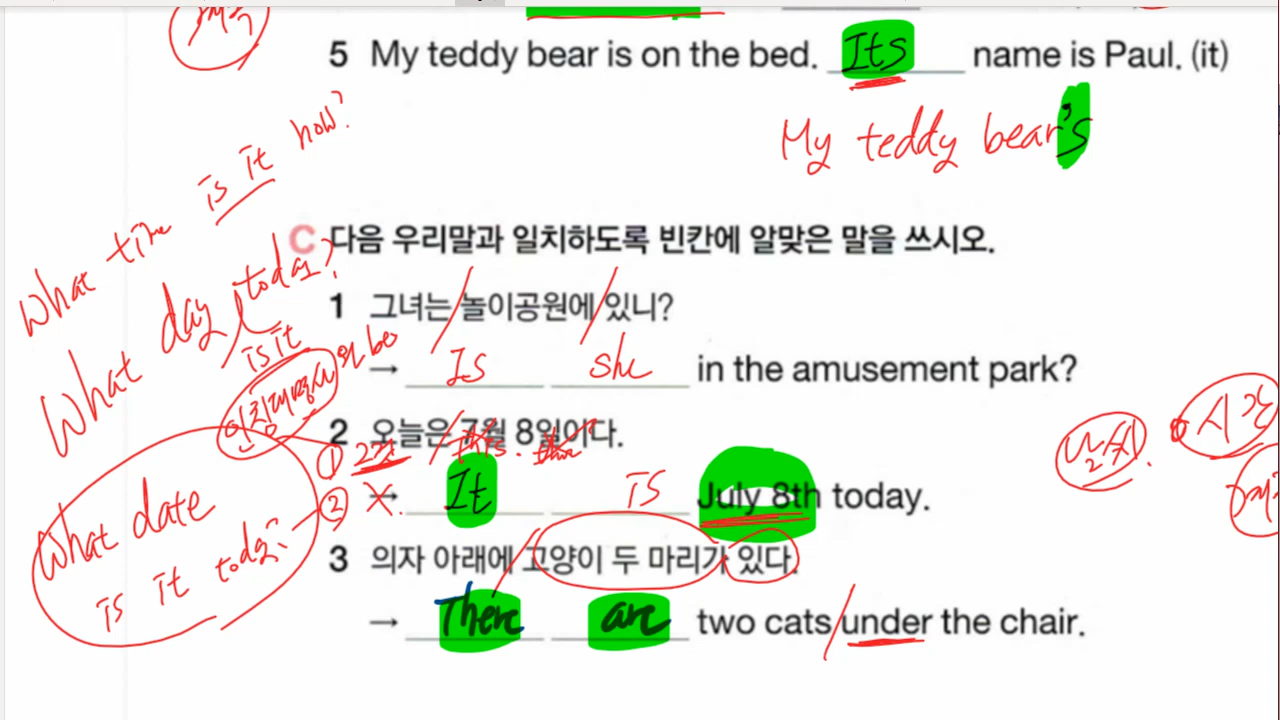 5 My teddy bear is on the bed. Its name is Paul. (it)
My teddy bear's
What time is it now?
C 다음 우리말과 일치하도록 빈칸에 알맞은 말을 쓰시오.
What day is it today?
1 그녀는 놀이공원에 있니?
→ Is she in the amusement park?
인칭대명사 be
2 오늘은 7월 8일이다.
① 그것
② X.
→ It is July 8th today.
날씨. 시간
What date
is it today?
3 의자 아래에 고양이 두 마리가 있다.
→ There are two cats under the chair.